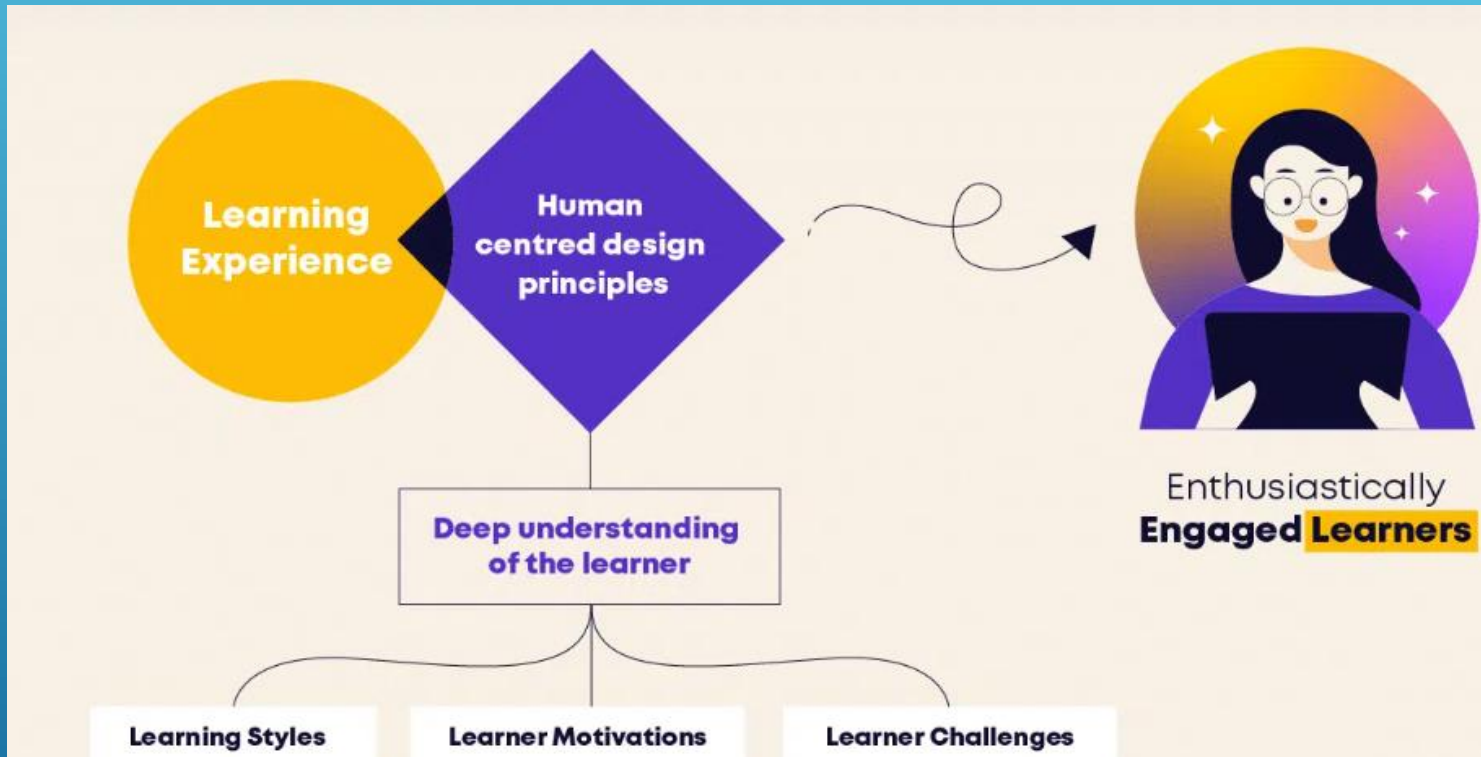 Learning
Experience
Human
centred design
principles
Deep understanding
of the learner
Learning Styles
Learner Motivations
Learner Challenges
Enthusiastically
Engaged Learners